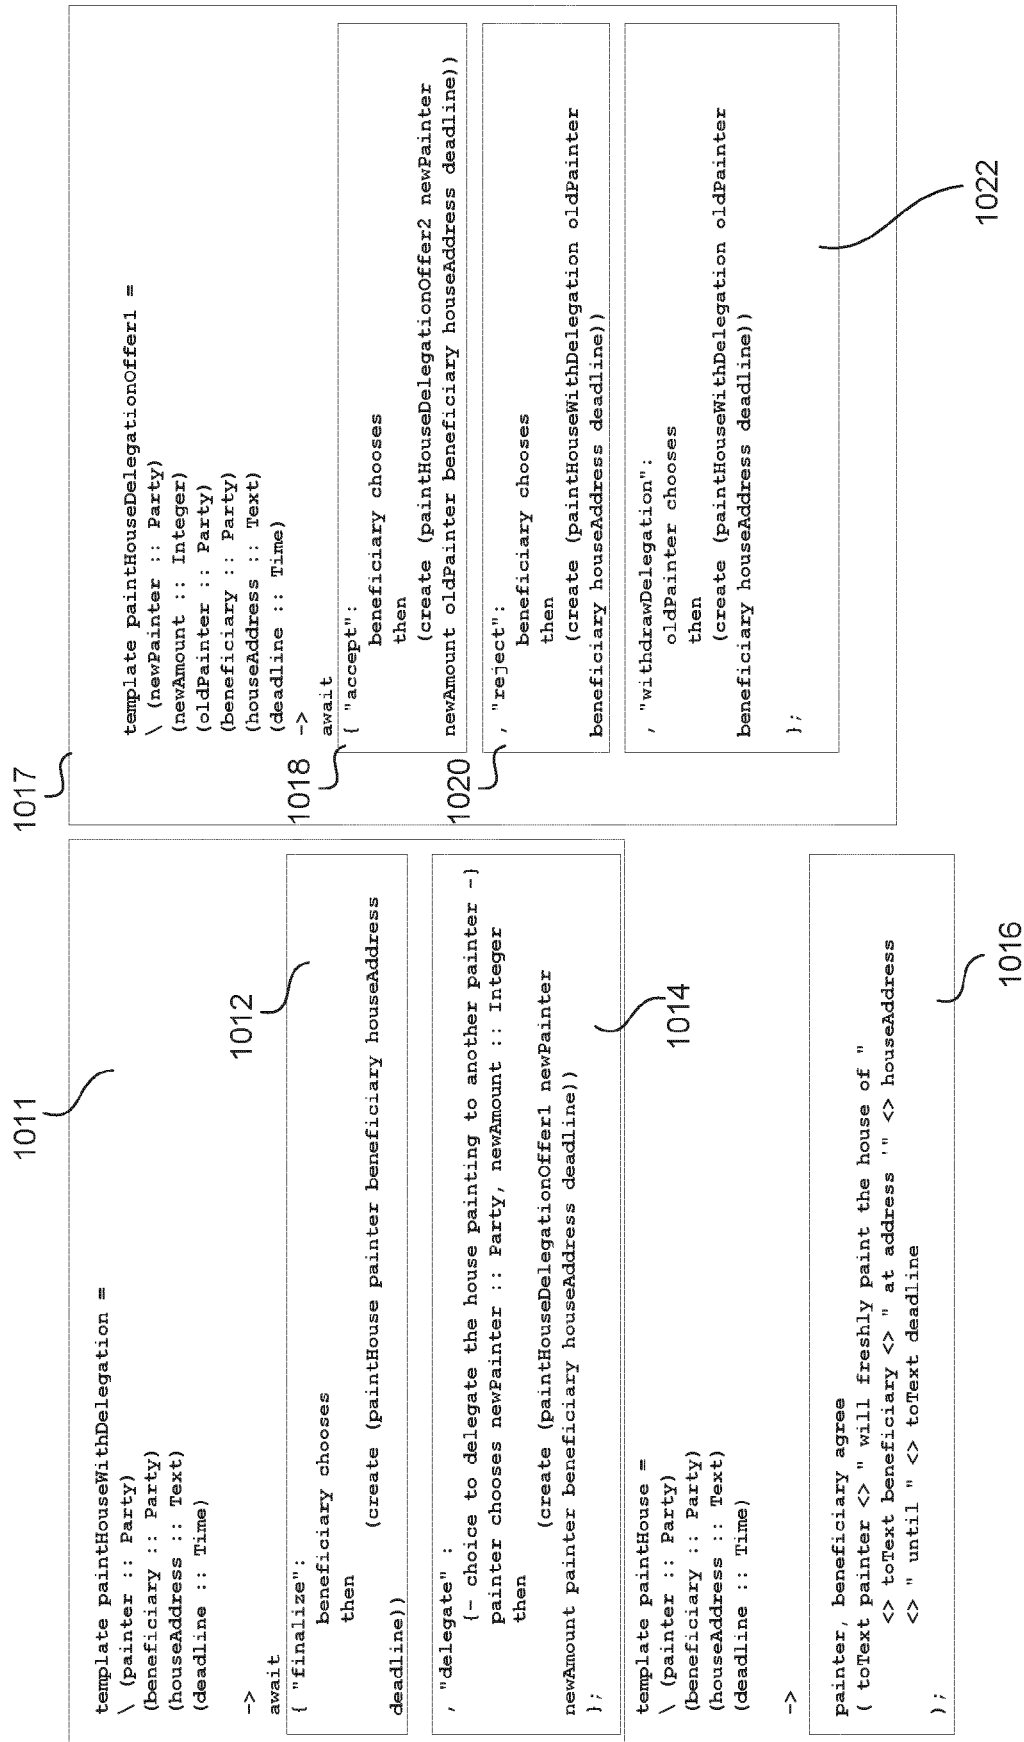 1011
template paintHouseWithDelegation =
\ (painter :: Party)
(beneficiary :: Party)
(houseAddress :: Text)
(deadline :: Time)
->
await
1012
{ "finalize":
beneficiary chooses
then
(create (paintHouse painter beneficiary houseAddress
deadline))
, "delegate" :
{- choice to delegate the house painting to another painter -}
painter chooses newPainter :: Party, newAmount :: Integer
then
(create (paintHouseDelegationOffer1 newPainter
newAmount painter beneficiary houseAddress deadline))
};
1014
template paintHouse =
\ (painter :: Party)
(beneficiary :: Party)
(houseAddress :: Text)
(deadline :: Time)
->
painter, beneficiary agree
( toText painter <> " will freshly paint the house of "
<> toText beneficiary <> " at address '" <> houseAddress
<> " until " <> toText deadline
);
1016
1017
template paintHouseDelegationOffer1 =
\ (newPainter :: Party)
(newAmount :: Integer)
(oldPainter :: Party)
(beneficiary :: Party)
(houseAddress :: Text)
(deadline :: Time)
->
await
1018
{ "accept":
beneficiary chooses
then
(create (paintHouseDelegationOffer2 newPainter
newAmount oldPainter beneficiary houseAddress deadline))
1020
, "reject":
beneficiary chooses
then
(create (paintHouseWithDelegation oldPainter
beneficiary houseAddress deadline))
, "withdrawDelegation":
oldPainter chooses
then
(create (paintHouseWithDelegation oldPainter
beneficiary houseAddress deadline))
};
1022